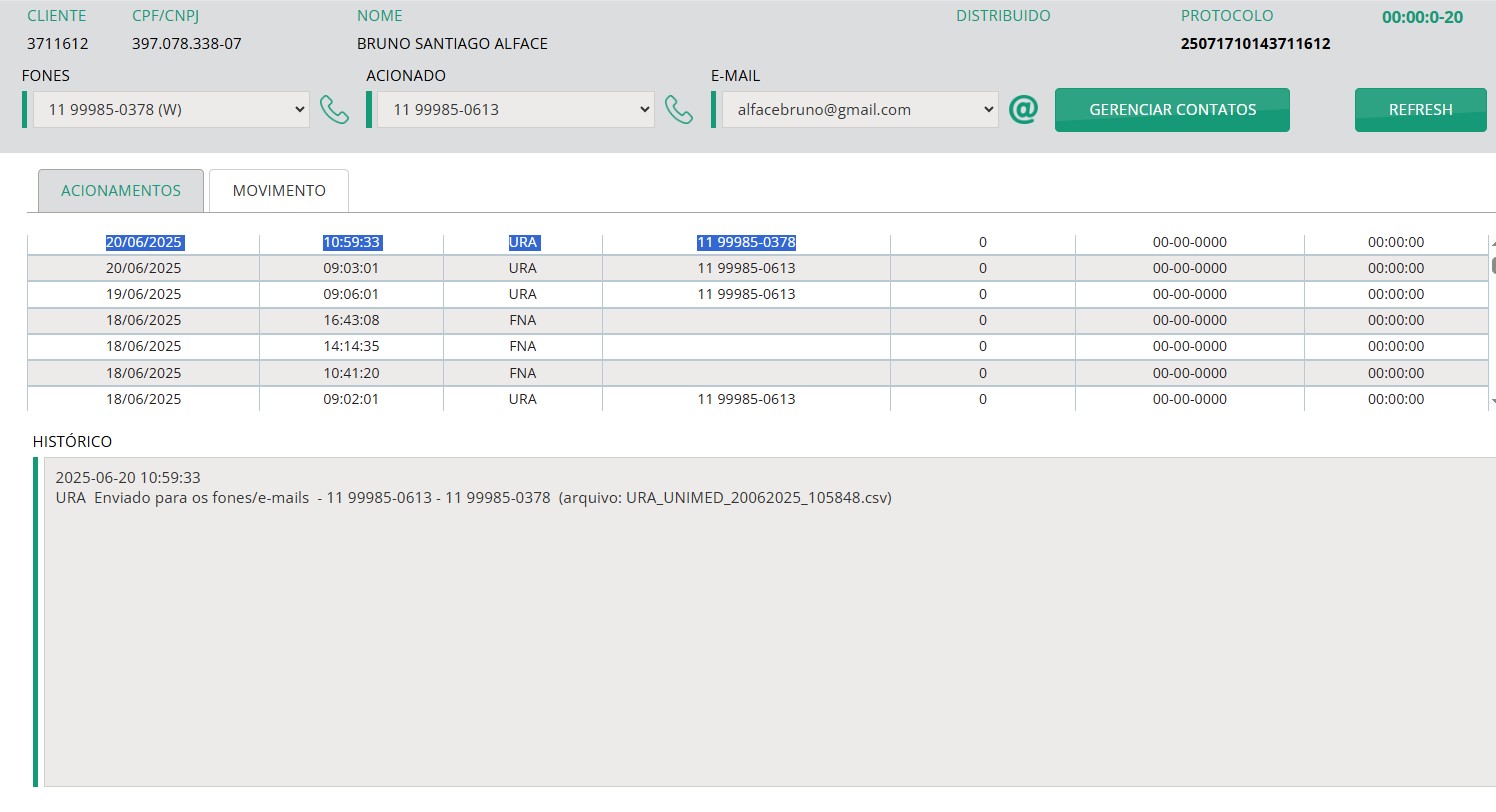 CLIENTE CPF/CNPJ NOME DISTRIBUIDO PROTOCOLO 00:00:0-20
3711612 397.078.338-07 BRUNO SANTIAGO ALFACE 25071710143711612
FONES ACIONADO E-MAIL
11 99985-0378 (W) 11 99985-0613 alfacebruno@gmail.com @ GERENCIAR CONTATOS REFRESH
ACIONAMENTOS MOVIMENTO
20/06/2025 10:59:33 URA 11 99985-0378 0 00-00-0000 00:00:00
20/06/2025 09:03:01 URA 11 99985-0613 0 00-00-0000 00:00:00
19/06/2025 09:06:01 URA 11 99985-0613 0 00-00-0000 00:00:00
18/06/2025 16:43:08 FNA 0 00-00-0000 00:00:00
18/06/2025 14:14:35 FNA 0 00-00-0000 00:00:00
18/06/2025 10:41:20 FNA 0 00-00-0000 00:00:00
18/06/2025 09:02:01 URA 11 99985-0613 0 00-00-0000 00:00:00
HISTÓRICO
2025-06-20 10:59:33
URA Enviado para os fones/e-mails - 11 99985-0613 - 11 99985-0378 (arquivo: URA_UNIMED_20062025_105848.csv)